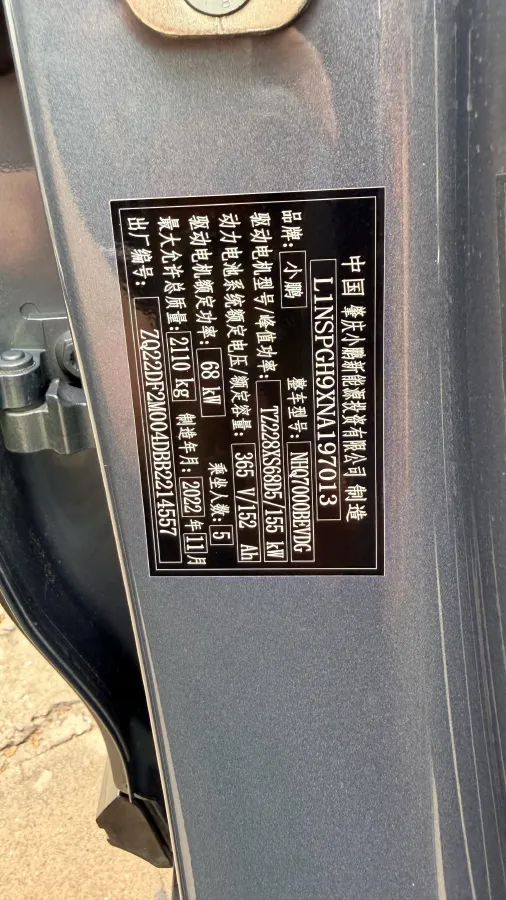 中国 肇庆小鹏新能源投资有限公司 制造
L1NSPGH9XNA197013
品牌: 小鹏 整车型号: NHQ7000BEVDG
驱动电机型号/峰值功率: TZ228XS68D5/155 kW
动力电池系统额定电压/额定容量: 365 V/152 Ah
驱动电机额定功率: 68 kW 乘坐人数: 5
最大允许总质量: 2110 kg 制造年月: 2022 年 11 月
出厂编号: ZQ22DF2M004DBB2214557